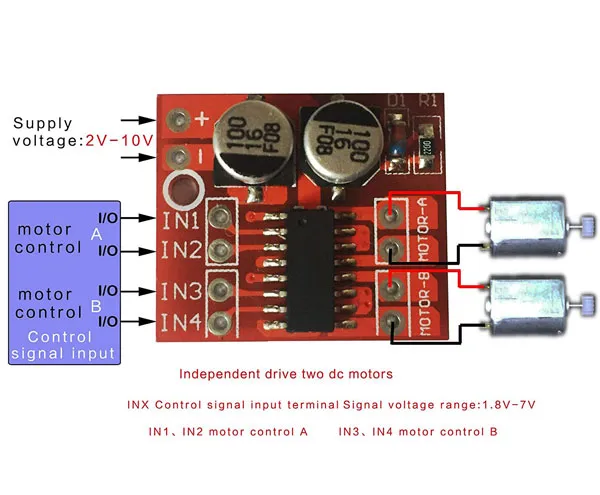 Supply
voltage:2V-10V
+
-
100
16
F08
100
16
F08
D1
R1
2200
motor
control
A
I/O
I/O
motor
control
B
I/O
I/O
Control
signal input
IN1
IN2
IN3
IN4
MOTOR-A
MOTOR-B
Independent drive two dc motors
INX Control signal input terminal Signal voltage range:1.8V-7V
IN1、IN2 motor control A IN3、IN4 motor control B